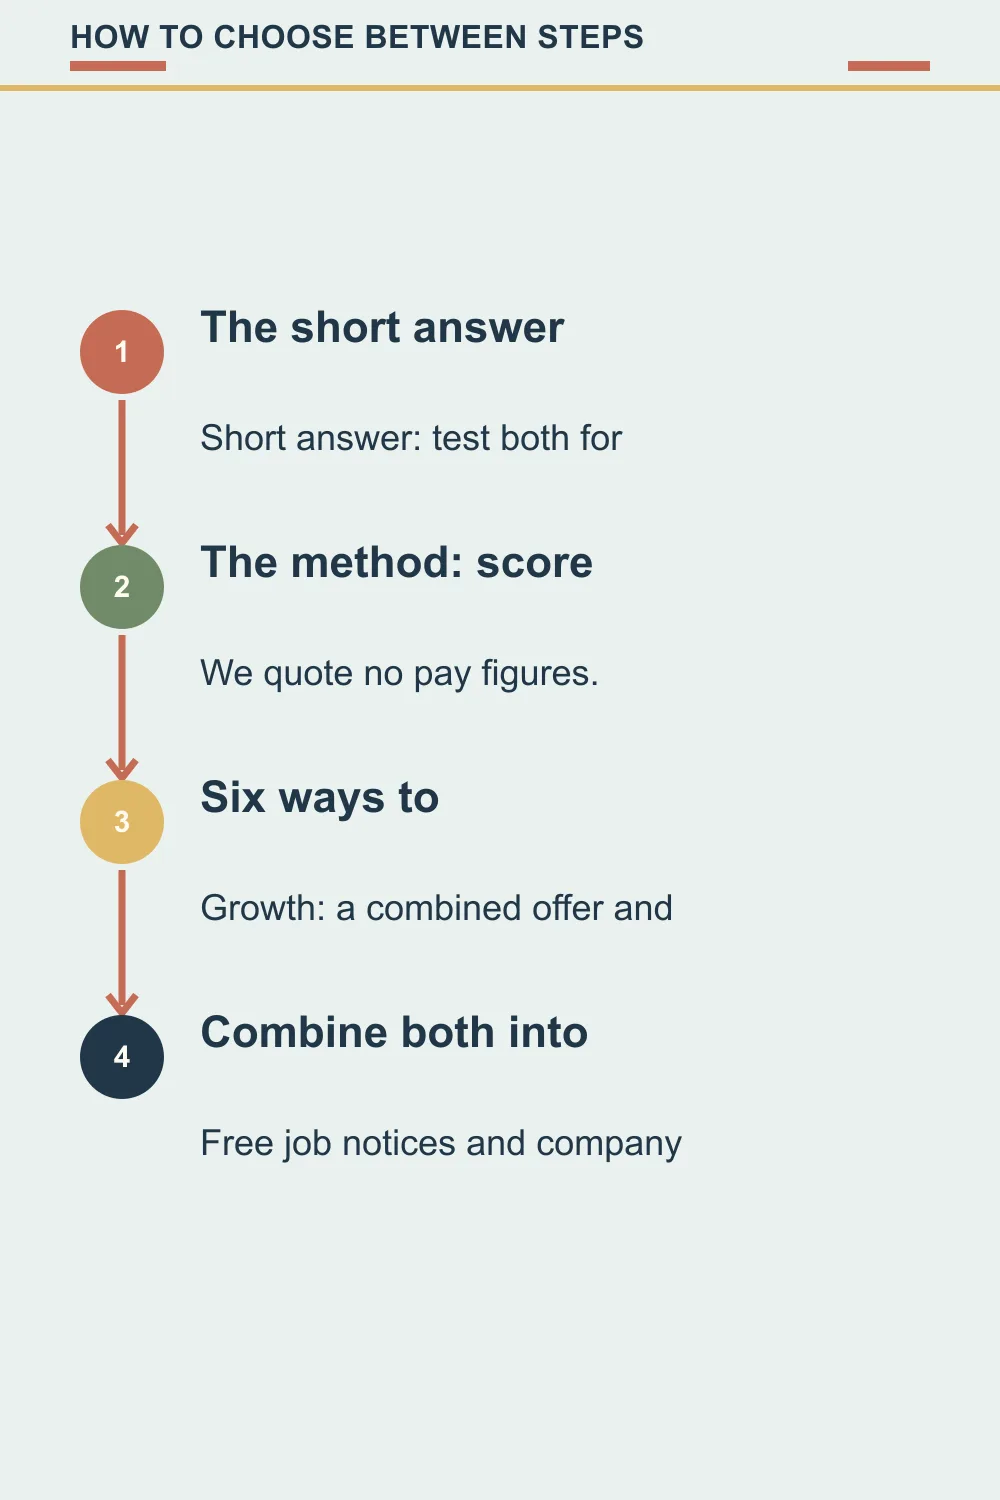 HOW TO CHOOSE BETWEEN STEPS
1
The short answer
Short answer: test both for
2
The method: score
We quote no pay figures.
3
Six ways to
Growth: a combined offer and
4
Combine both into
Free job notices and company